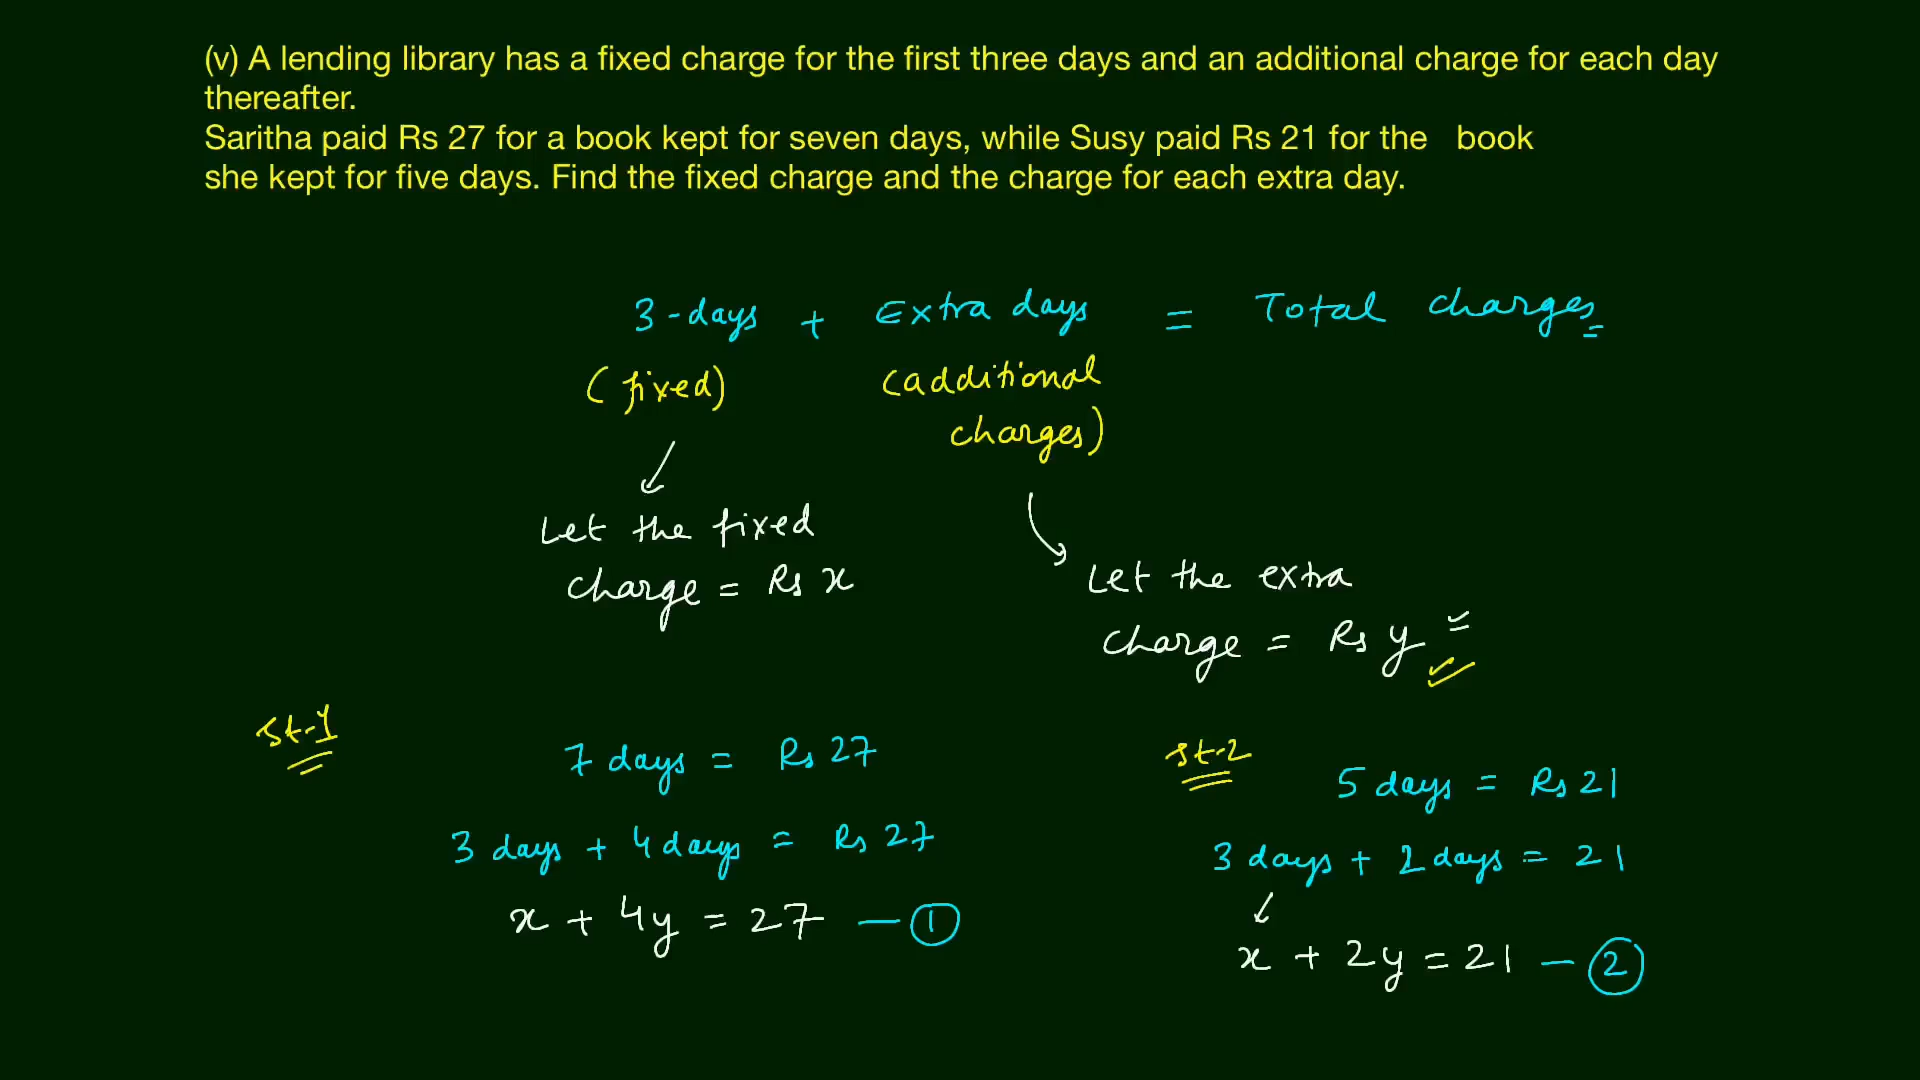 (v) A lending library has a fixed charge for the first three days and an additional charge for each day
thereafter.
Saritha paid Rs 27 for a book kept for seven days, while Susy paid Rs 21 for the book
she kept for five days. Find the fixed charge and the charge for each extra day.
3-days + Extra days = Total charges
(fixed) (additional
charges)
Let the fixed
charge = Rs x
Let the extra
charge = Rs y
St-1
7 days = Rs 27
3 days + 4 days = Rs 27
x + 4y = 27 — ①
St-2
5 days = Rs 21
3 days + 2 days = 21
x + 2y = 21 — ②